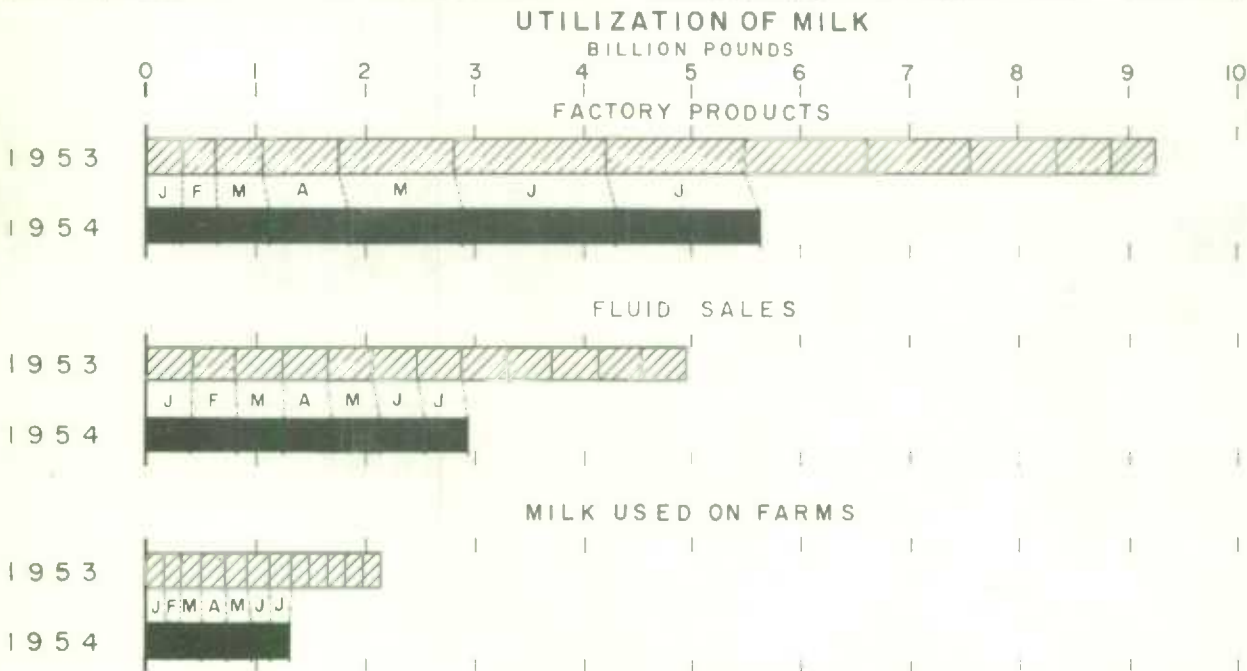 UTILIZATION OF MILK
BILLION POUNDS
0 1 2 3 4 5 6 7 8 9 10
FACTORY PRODUCTS
1953
J F M A M J J
1954
FLUID SALES
1953
J F M A M J J
1954
MILK USED ON FARMS
1953
J F M A M J J
1954